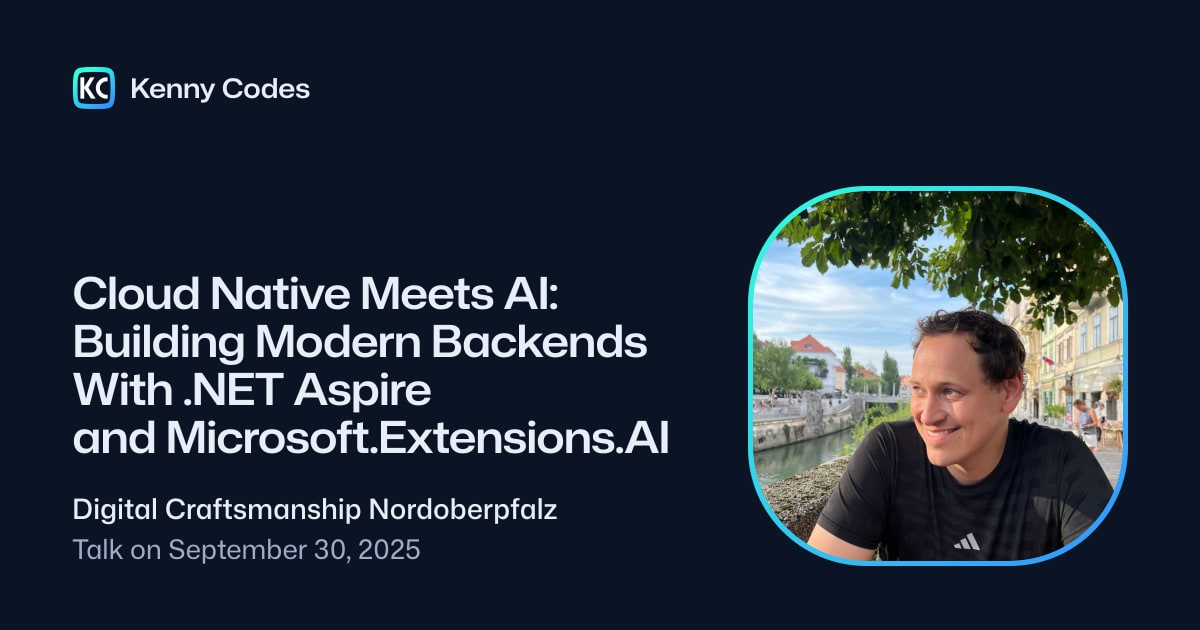 KC Kenny Codes
Cloud Native Meets AI:
Building Modern Backends
With .NET Aspire
and Microsoft.Extensions.AI
Digital Craftsmanship Nordoberpfalz
Talk on September 30, 2025